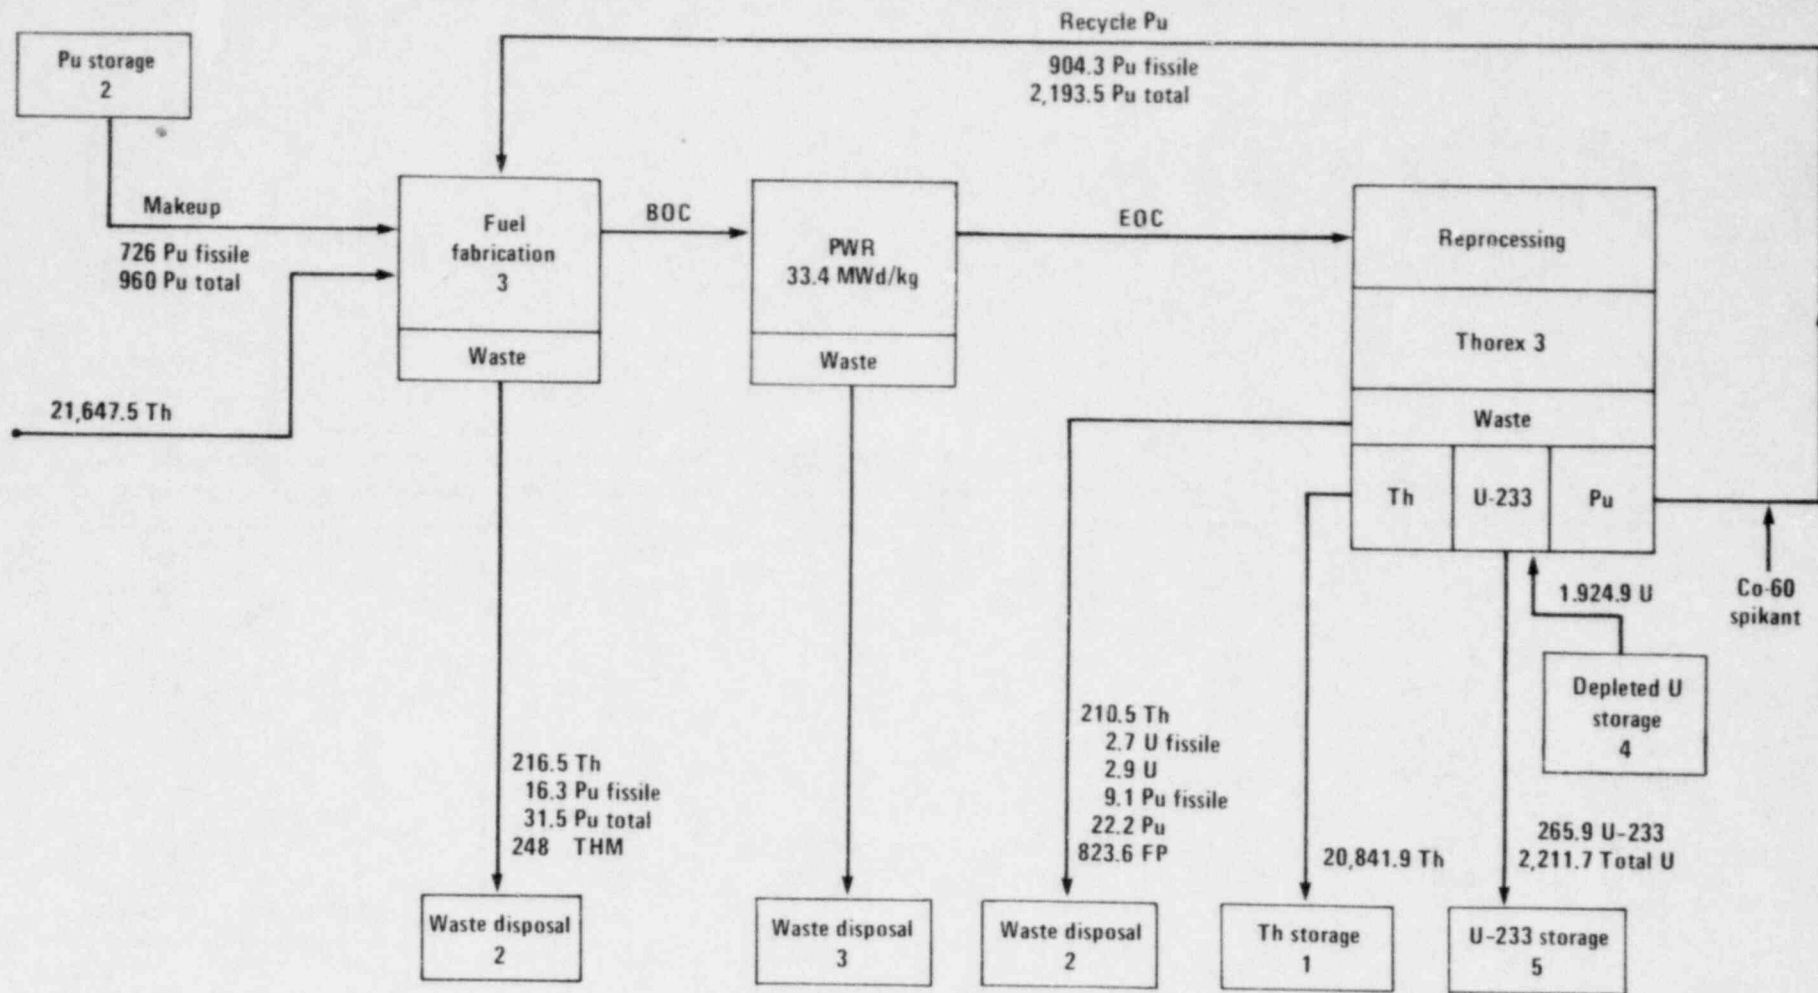 Recycle Pu
904.3 Pu fissile
2,193.5 Pu total
Pu storage
2
Makeup
726 Pu fissile
960 Pu total
21,647.5 Th
Fuel
fabrication
3
Waste
BOC
PWR
33.4 MWd/kg
Waste
EOC
Reprocessing
Thorex 3
Waste
Th
U-233
Pu
1.924.9 U
Co-60
spikant
Depleted U
storage
4
216.5 Th
16.3 Pu fissile
31.5 Pu total
248 THM
210.5 Th
2.7 U fissile
2.9 U
9.1 Pu fissile
22.2 Pu
823.6 FP
20,841.9 Th
265.9 U-233
2,211.7 Total U
Waste disposal
2
Waste disposal
3
Waste disposal
2
Th storage
1
U-233 storage
5